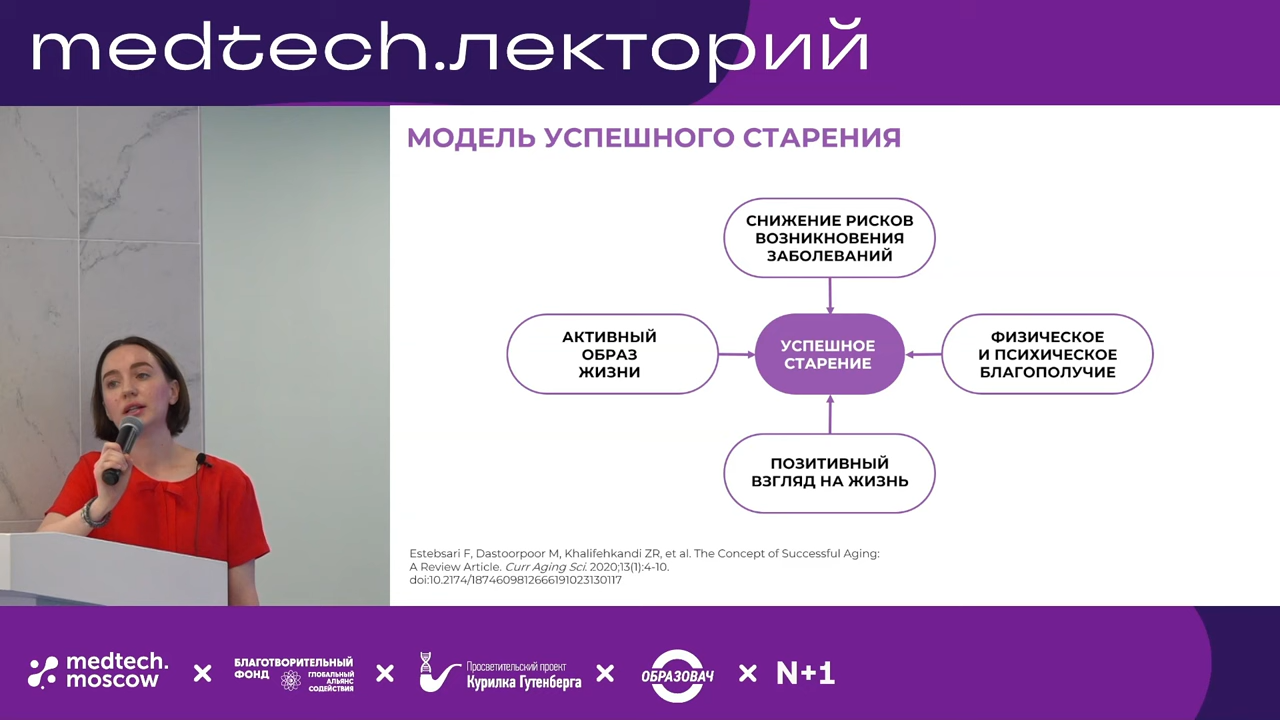 medtech.лекторий
МОДЕЛЬ УСПЕШНОГО СТАРЕНИЯ
СНИЖЕНИЕ РИСКОВ
ВОЗНИКНОВЕНИЯ
ЗАБОЛЕВАНИЙ
АКТИВНЫЙ
ОБРАЗ
ЖИЗНИ
УСПЕШНОЕ
СТАРЕНИЕ
ФИЗИЧЕСКОЕ
И ПСИХИЧЕСКОЕ
БЛАГОПОЛУЧИЕ
ПОЗИТИВНЫЙ
ВЗГЛЯД НА ЖИЗНЬ
Estebsari F, Dastoorpoor M, Khalifehkandi ZR, et al. The Concept of Successful Aging:
A Review Article. Curr Aging Sci. 2020;13(1):4-10.
doi:10.2174/1874609812666191023130117
medtech.
moscow
БЛАГОТВОРИТЕЛЬНЫЙ
ФОНД
ГЛОБАЛЬНЫЙ
АЛЬЯНС
СОДЕЙСТВИЯ
Просветительский проект
Курилка Гутенберга
ОБРАЗОВАЧ
N+1